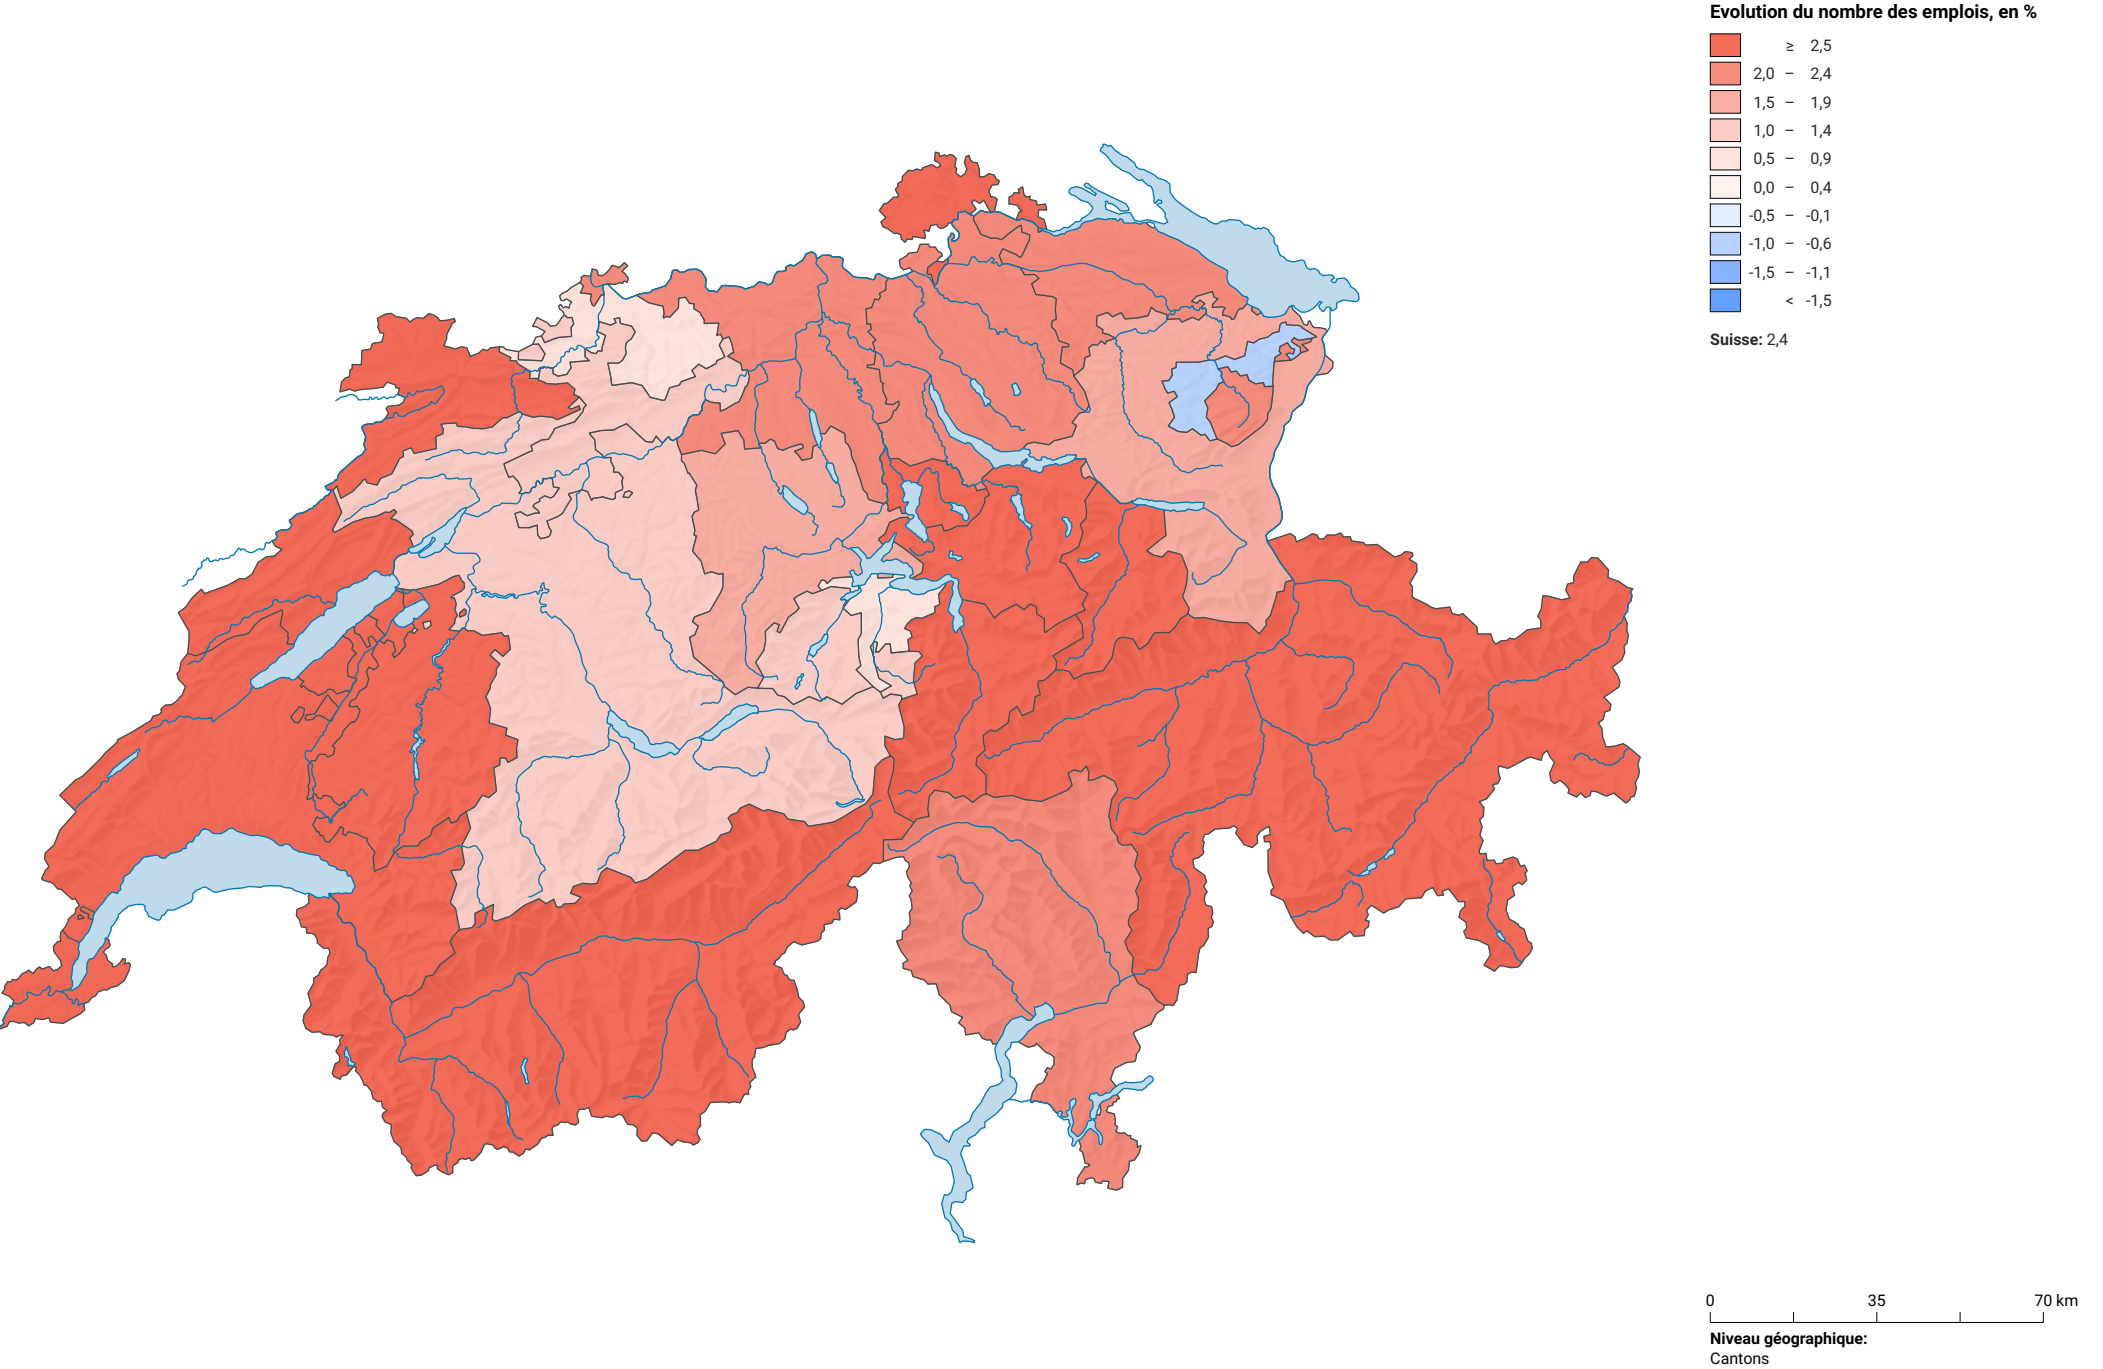 Evolution du nombre des emplois, en %
≥ 2,5
2,0 – 2,4
1,5 – 1,9
1,0 – 1,4
0,5 – 0,9
0,0 – 0,4
-0,5 – -0,1
-1,0 – -0,6
-1,5 – -1,1
< -1,5
Suisse: 2,4
0 35 70 km
Niveau géographique:
Cantons